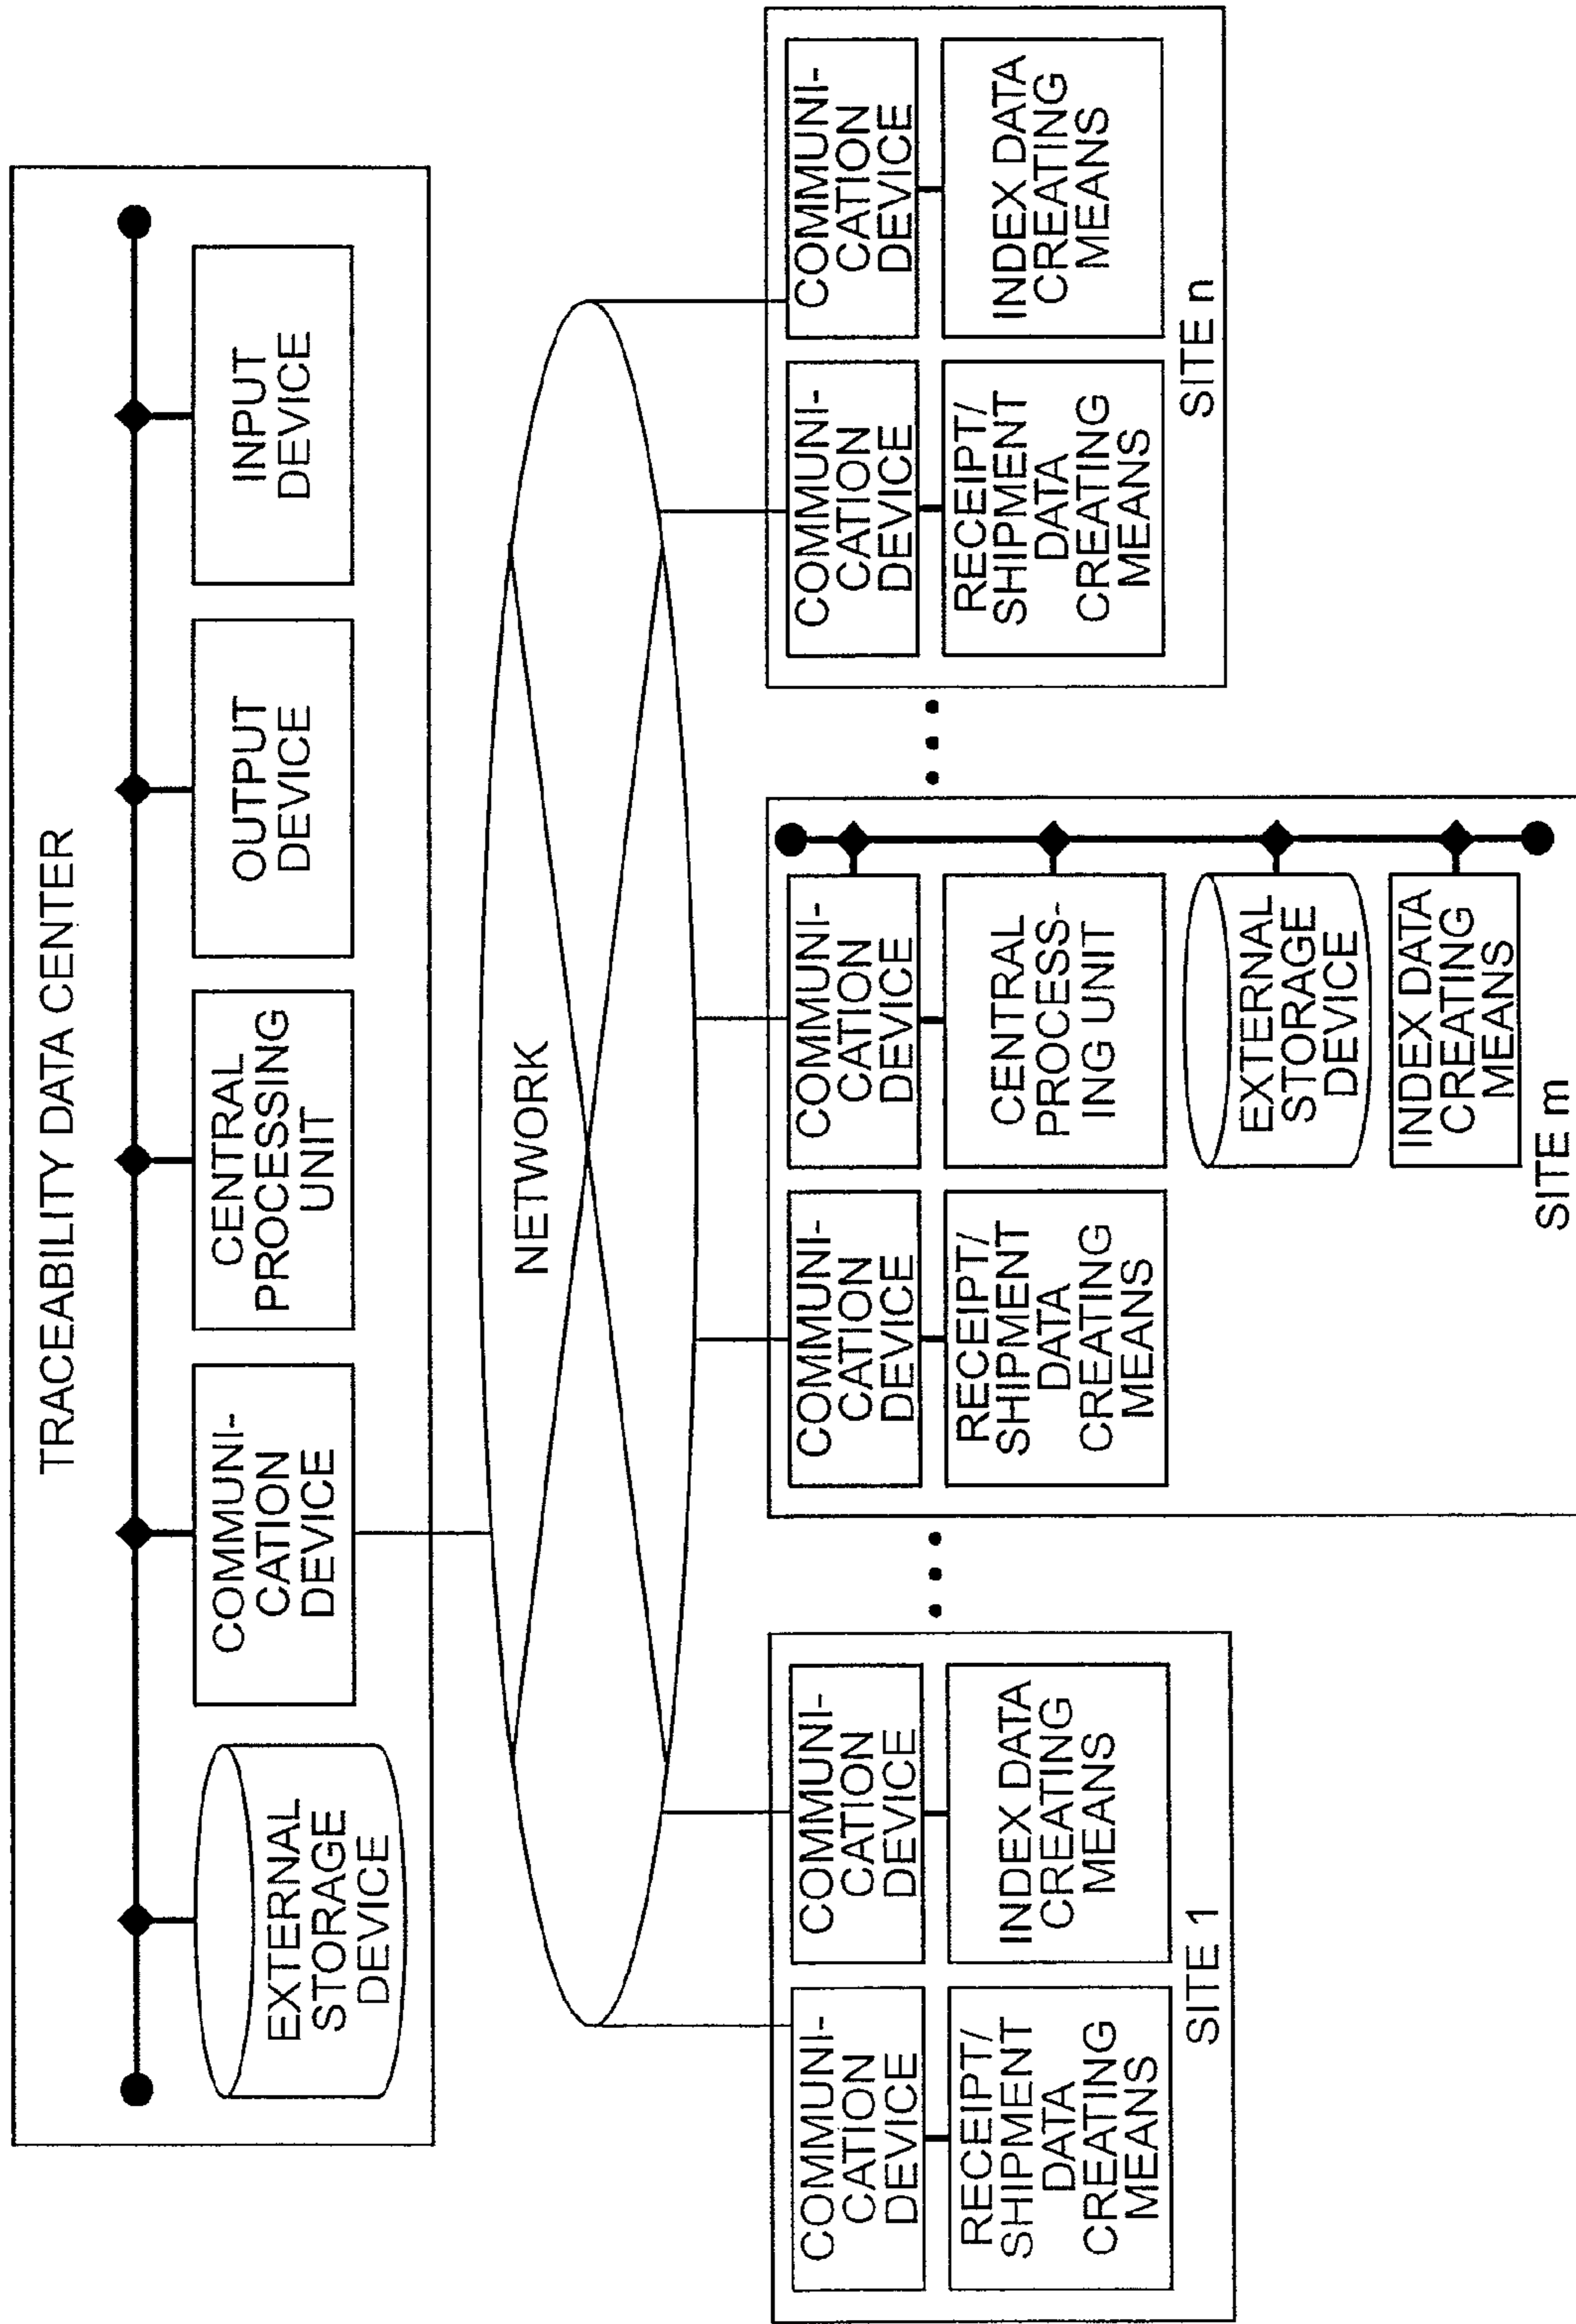 TRACEABILITY DATA CENTER
EXTERNAL
STORAGE
DEVICE
COMMUNI-
CATION
DEVICE
CENTRAL
PROCESSING
UNIT
OUTPUT
DEVICE
INPUT
DEVICE
NETWORK
COMMUNI-
CATION
DEVICE
RECEIPT/
SHIPMENT
DATA
CREATING
MEANS
COMMUNI-
CATION
DEVICE
INDEX DATA
CREATING
MEANS
SITE 1
COMMUNI-
CATION
DEVICE
RECEIPT/
SHIPMENT
DATA
CREATING
MEANS
COMMUNI-
CATION
DEVICE
CENTRAL
PROCESS-
ING UNIT
EXTERNAL
STORAGE
DEVICE
INDEX DATA
CREATING
MEANS
SITE m
COMMUNI-
CATION
DEVICE
RECEIPT/
SHIPMENT
DATA
CREATING
MEANS
COMMUNI-
CATION
DEVICE
INDEX DATA
CREATING
MEANS
SITE n